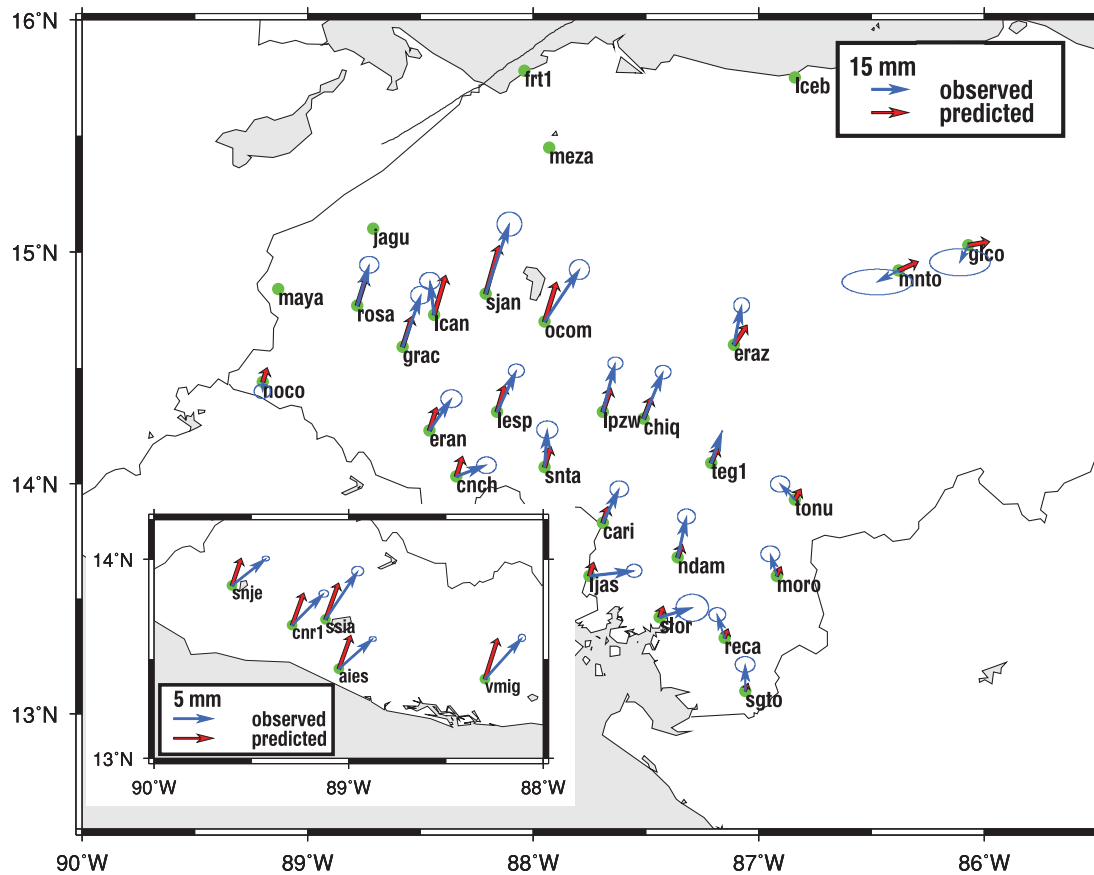 16˚N
15 mm
observed
predicted
frt1
lceb
meza
15˚N
jagu
glco
mnto
maya
rosa
lcan
sjan
ocom
grac
eraz
noco
lesp
lpzw
chiq
eran
14˚N
cnch
snta
teg1
tonu
cari
ndam
ljas
moro
slor
reca
sgto
13˚N
14˚N
snje
cnr1
ssia
aies
vmig
5 mm
observed
predicted
13˚N
90˚W
89˚W
88˚W
90˚W
89˚W
88˚W
87˚W
86˚W